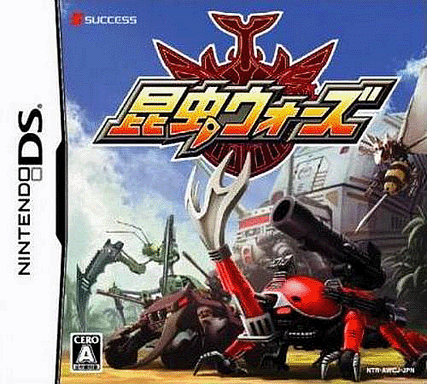 SUCCESS
昆虫ウォーズ
NINTENDO DS
CERO
A
NTR-AWCJ-JPN